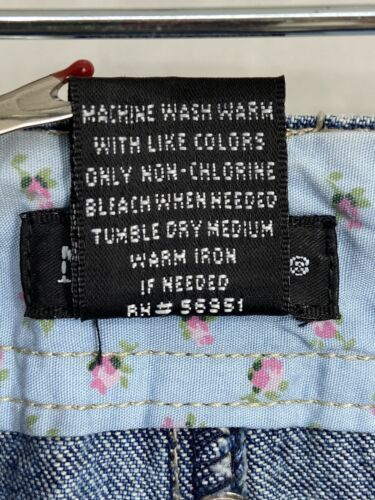 MACHINE WASH WARM
WITH LIKE COLORS
ONLY NON-CHLORINE
BLEACH WHEN NEEDED
TUMBLE DRY MEDIUM
WARM IRON
IF NEEDED
RN# 56951
®